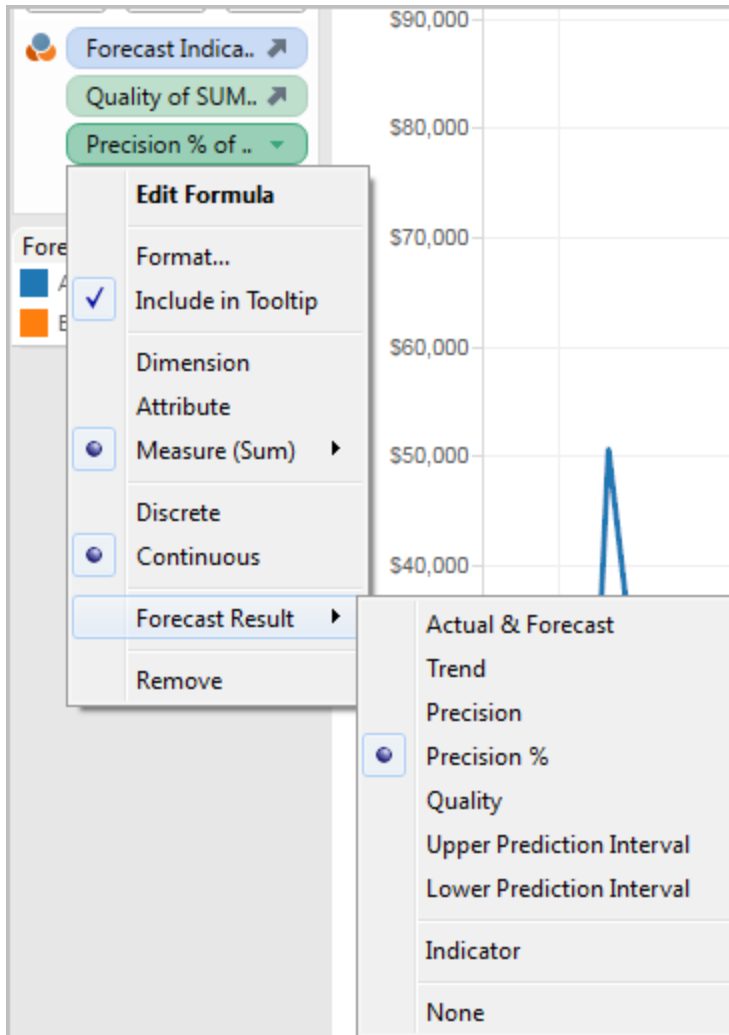 Forecast Indica..
Quality of SUM..
Precision % of ..
Edit Formula
Format...
Include in Tooltip
Dimension
Attribute
Measure (Sum)
Discrete
Continuous
Forecast Result
Remove
Fore
A
E
Actual & Forecast
Trend
Precision
Precision %
Quality
Upper Prediction Interval
Lower Prediction Interval
Indicator
None
$90,000
$80,000
$70,000
$60,000
$50,000
$40,000